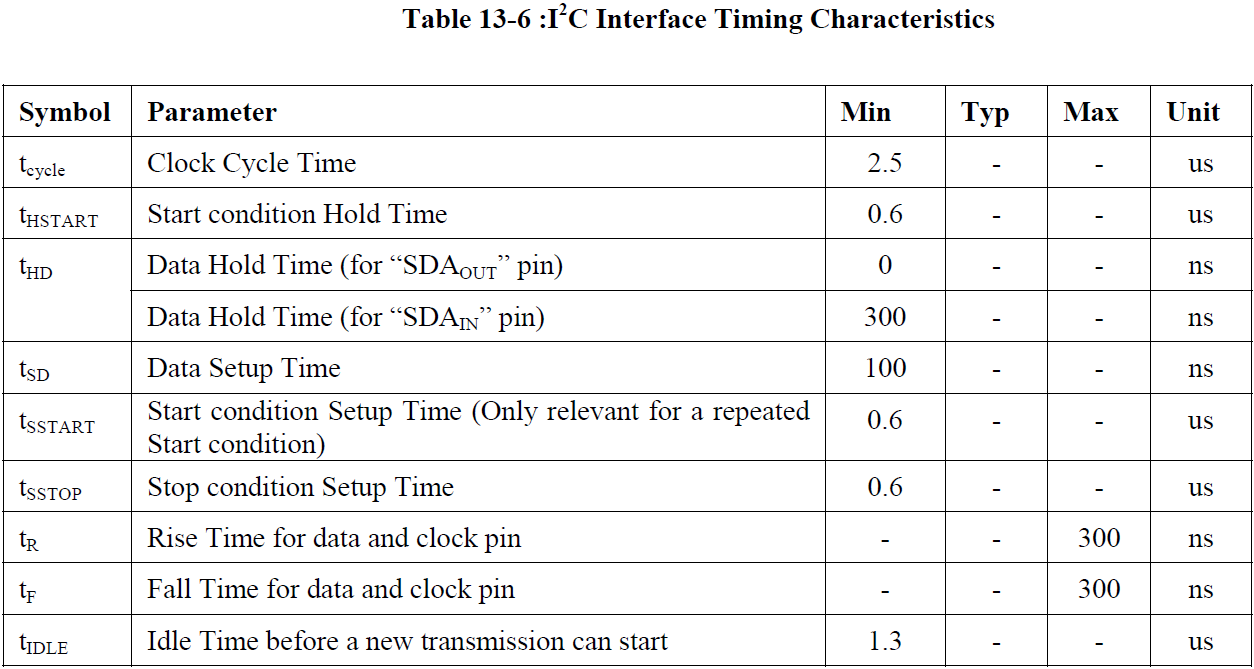 Table 13-6 :I²C Interface Timing Characteristics
Symbol Parameter Min Typ Max Unit
tcycle Clock Cycle Time 2.5 - - us
tHSTART Start condition Hold Time 0.6 - - us
tHD Data Hold Time (for “SDAOUT” pin) 0 - - ns
Data Hold Time (for “SDAIN” pin) 300 - - ns
tSD Data Setup Time 100 - - ns
tSSTART Start condition Setup Time (Only relevant for a repeated 0.6 - - us
Start condition)
tSSTOP Stop condition Setup Time 0.6 - - us
tR Rise Time for data and clock pin - - 300 ns
tF Fall Time for data and clock pin - - 300 ns
tIDLE Idle Time before a new transmission can start 1.3 - - us